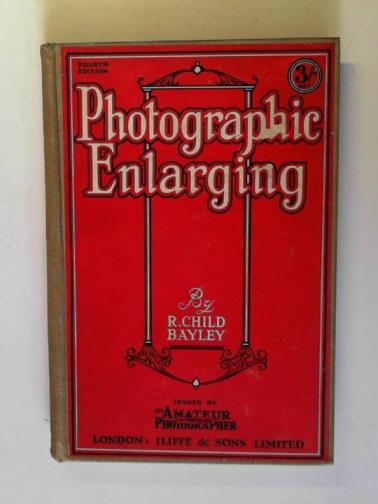 FOURTH
EDITION
3/-
Photographic
Enlarging
By
R. CHILD
BAYLEY
ISSUED BY
THE AMATEUR
PHOTOGRAPHER
LONDON: ILIFFE & SONS LIMITED